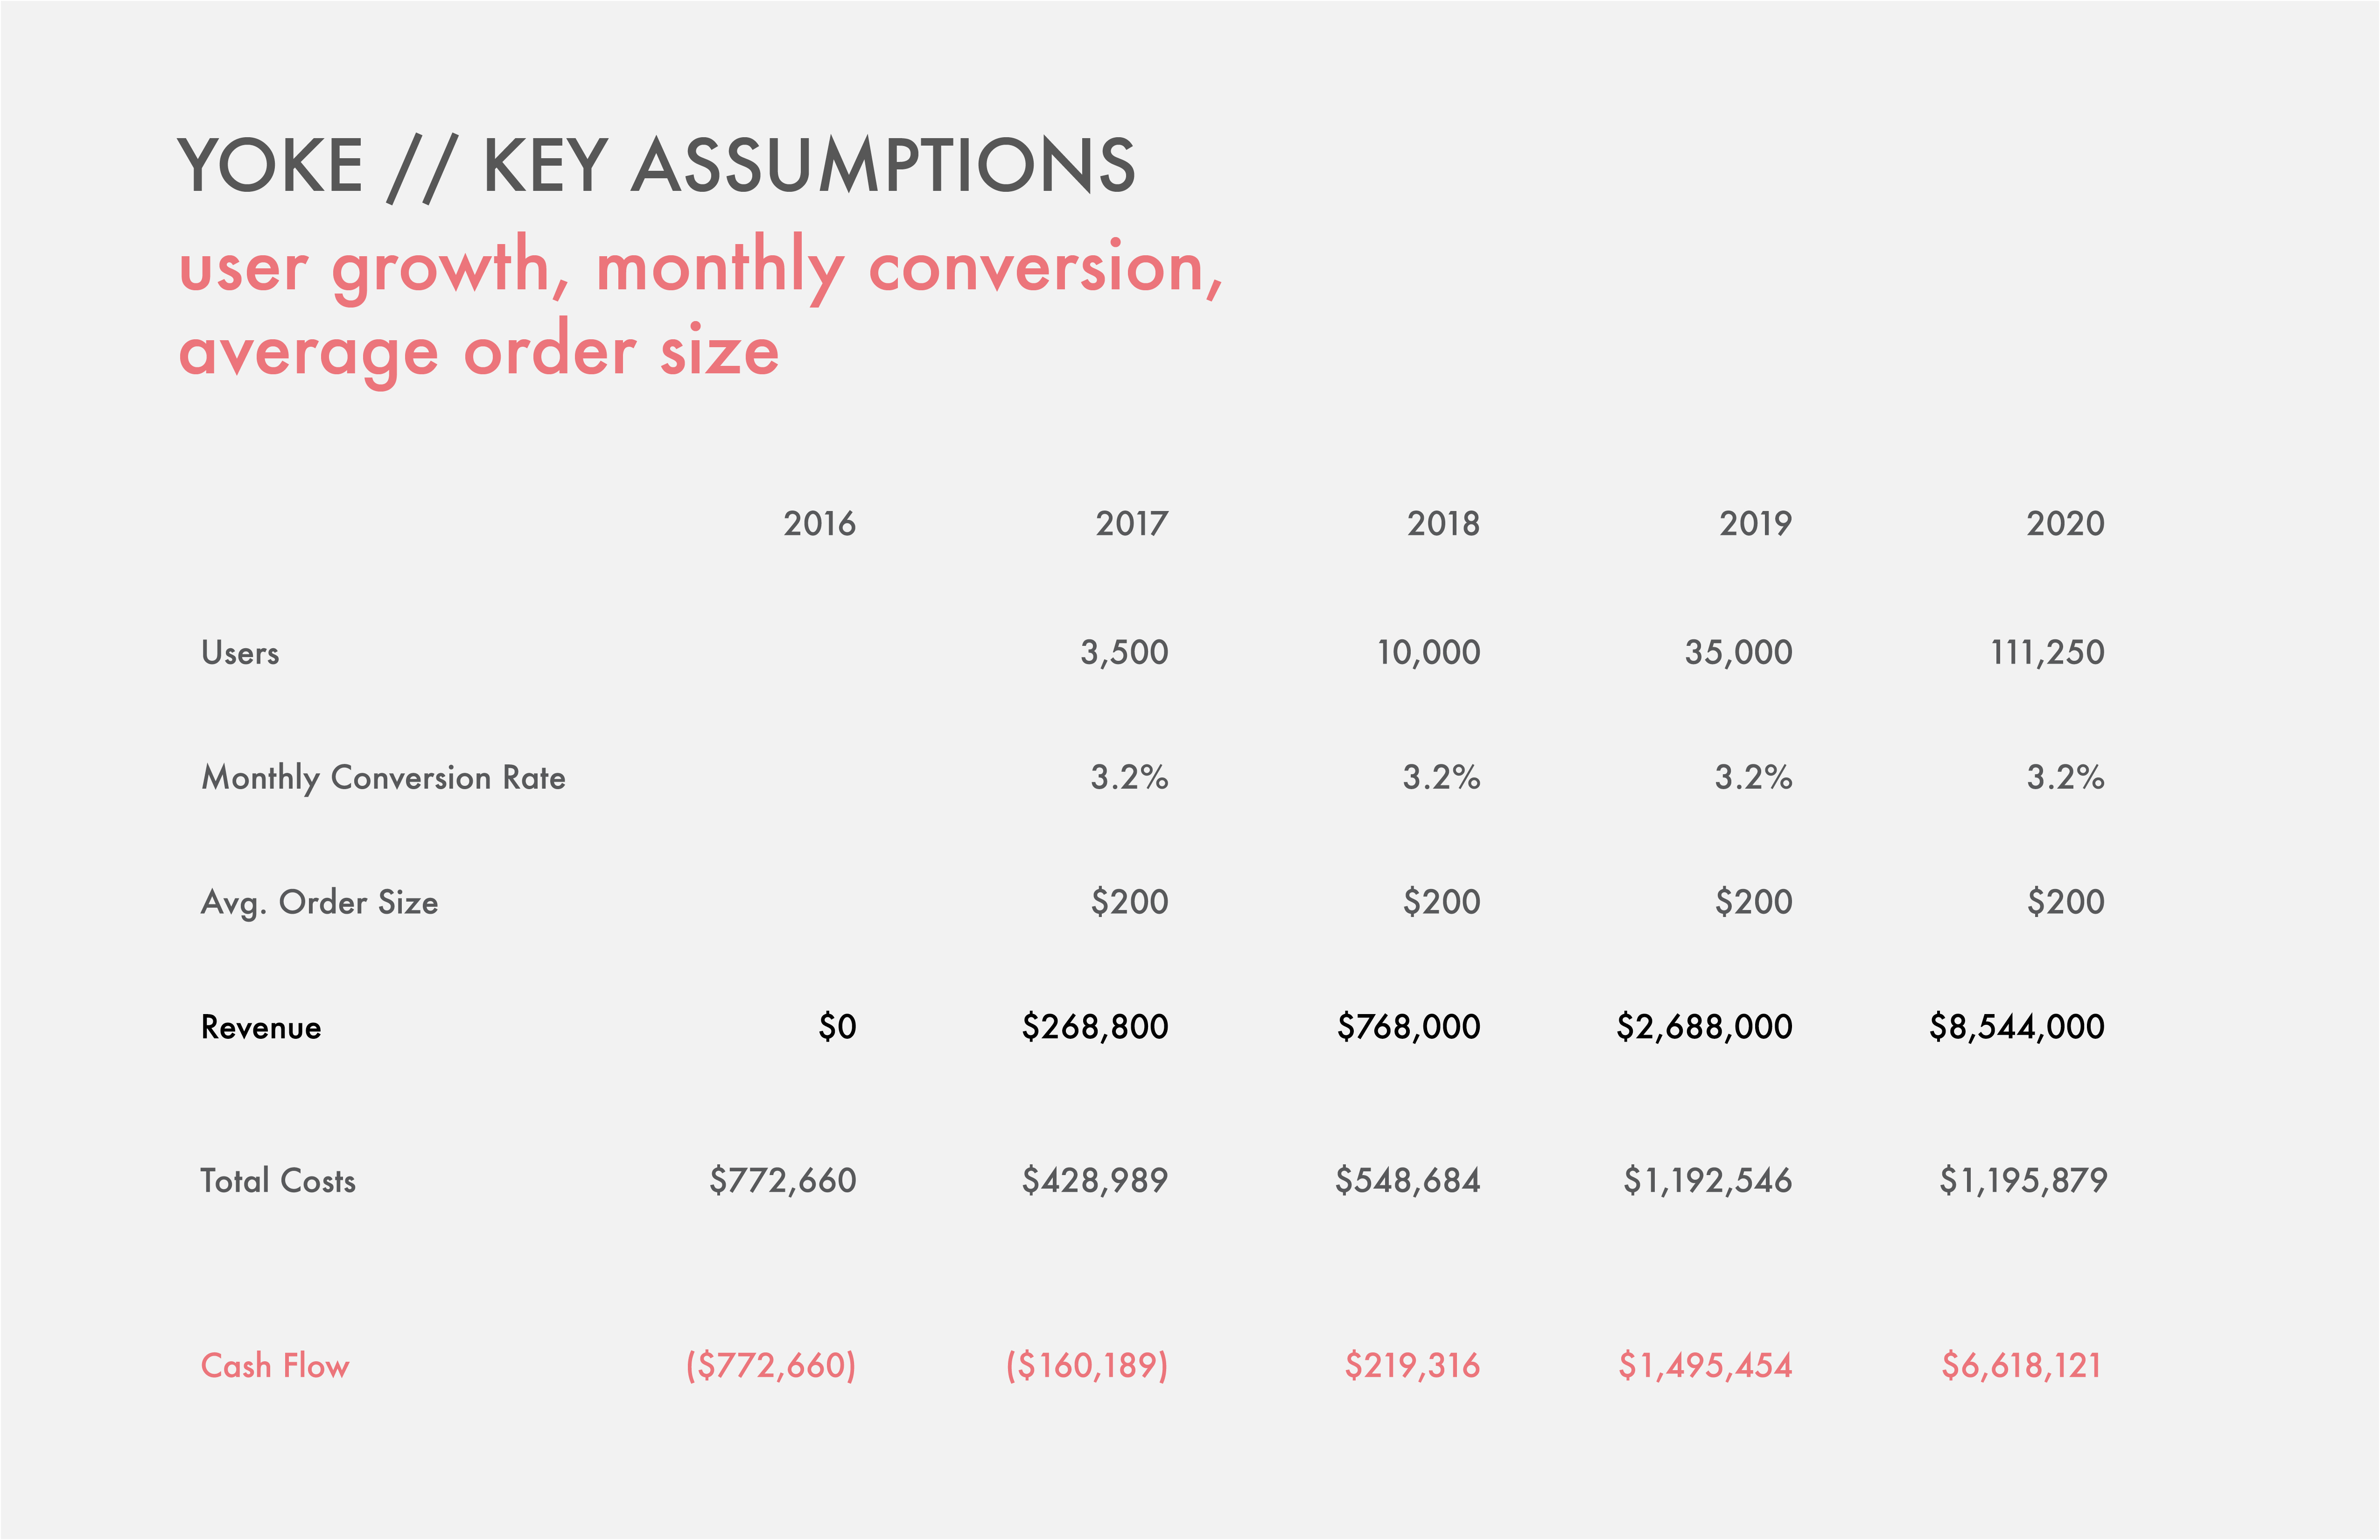 YOKE // KEY ASSUMPTIONS
user growth, monthly conversion,
average order size
2016 2017 2018 2019 2020
Users 3,500 10,000 35,000 111,250
Monthly Conversion Rate 3.2% 3.2% 3.2% 3.2%
Avg. Order Size $200 $200 $200 $200
Revenue $0 $268,800 $768,000 $2,688,000 $8,544,000
Total Costs $772,660 $428,989 $548,684 $1,192,546 $1,195,879
Cash Flow ($772,660) ($160,189) $219,316 $1,495,454 $6,618,121